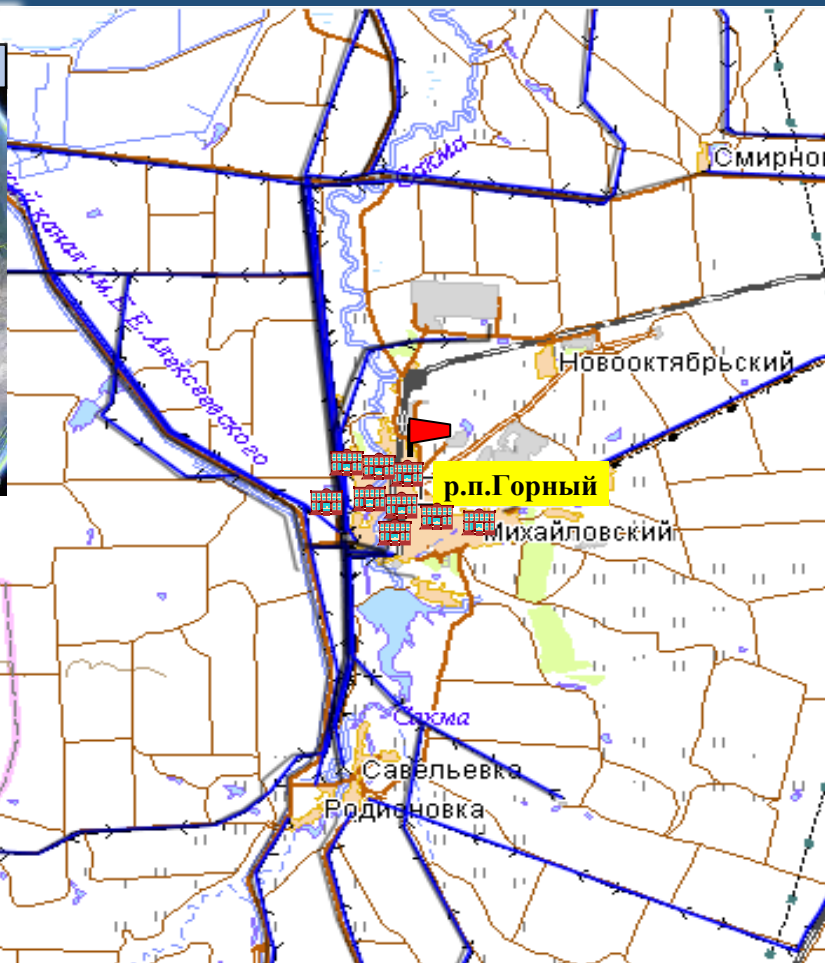 Сакма
Смирнов
канал им. Е.Е. Алексеевского
Новооктябрьский
р.п.Горный
Михайловский
Сакма
Савельевка
Родионовка